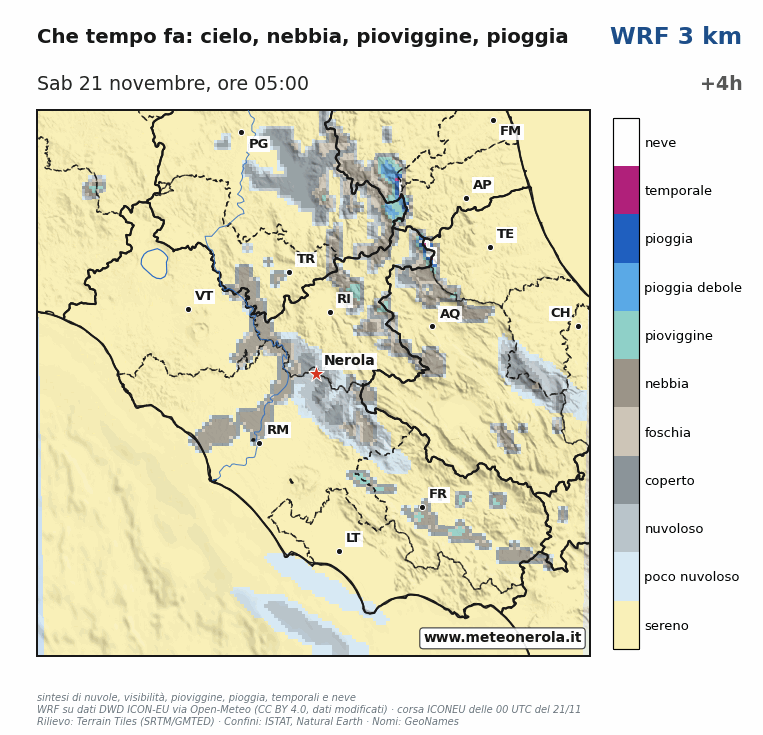 Che tempo fa: cielo, nebbia, pioviggine, pioggia
WRF 3 km
Sab 21 novembre, ore 05:00
+4h
PG
FM
AP
TE
TR
VT
RI
AQ
CH
Nerola
RM
FR
LT
www.meteonerola.it
neve
temporale
pioggia
pioggia debole
pioviggine
nebbia
foschia
coperto
nuvoloso
poco nuvoloso
sereno
sintesi di nuvole, visibilità, pioviggine, pioggia, temporali e neve
WRF su dati DWD ICON-EU via Open-Meteo (CC BY 4.0, dati modificati) · corsa ICONEU delle 00 UTC del 21/11
Rilievo: Terrain Tiles (SRTM/GMTED) · Confini: ISTAT, Natural Earth · Nomi: GeoNames